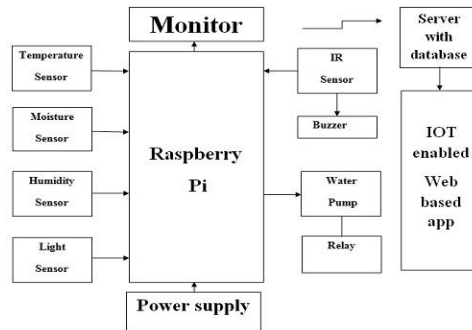 Monitor
Server
with
database
Temperature
Sensor
IR
Sensor
Moisture
Sensor
Buzzer
IOT
enabled
Web
based
app
Raspberry
Pi
Humidity
Sensor
Water
Pump
Light
Sensor
Relay
Power supply